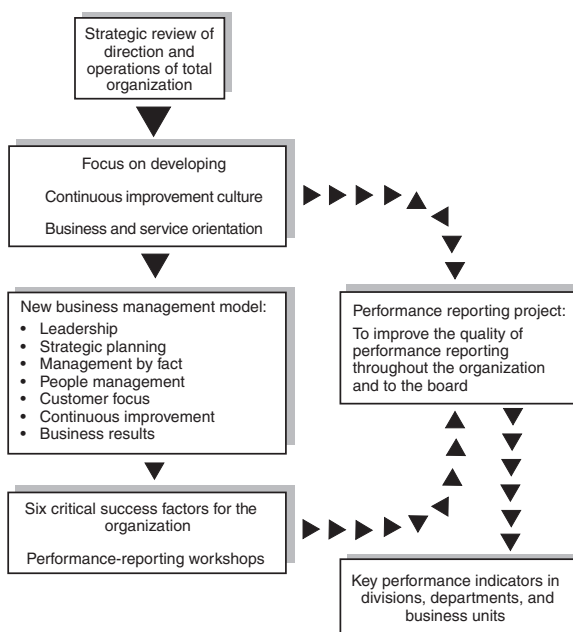 Strategic review of
direction and
operations of total
organization
Focus on developing
Continuous improvement culture
Business and service orientation
New business management model:
• Leadership
• Strategic planning
• Management by fact
• People management
• Customer focus
• Continuous improvement
• Business results
Performance reporting project:
To improve the quality of
performance reporting
throughout the organization
and to the board
Six critical success factors for the
organization
Performance-reporting workshops
Key performance indicators in
divisions, departments, and
business units